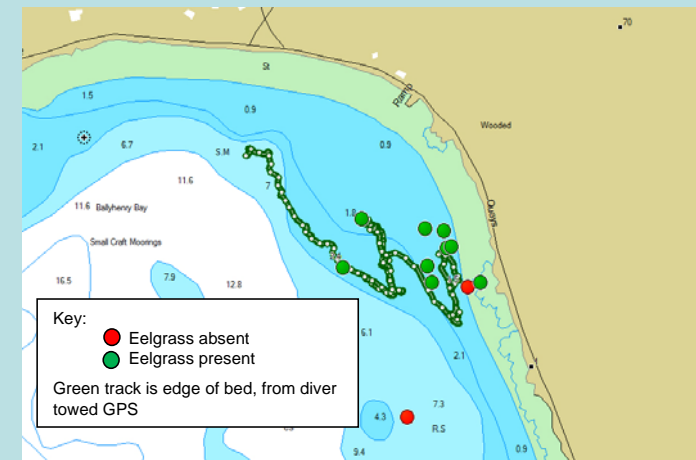 70
St
Ramp
1.5
0.9
Wooded
2.1
6.7
0.9
S.M
11.6
7
11.6 Ballyhenry Bay
Quays
1.8
Small Craft Moorings
16.5
7.9
12.8
Key:
Eelgrass absent
Eelgrass present
Green track is edge of bed, from diver
towed GPS
6.1
2.1
7.3
4.3
R.S
9.4
0.9